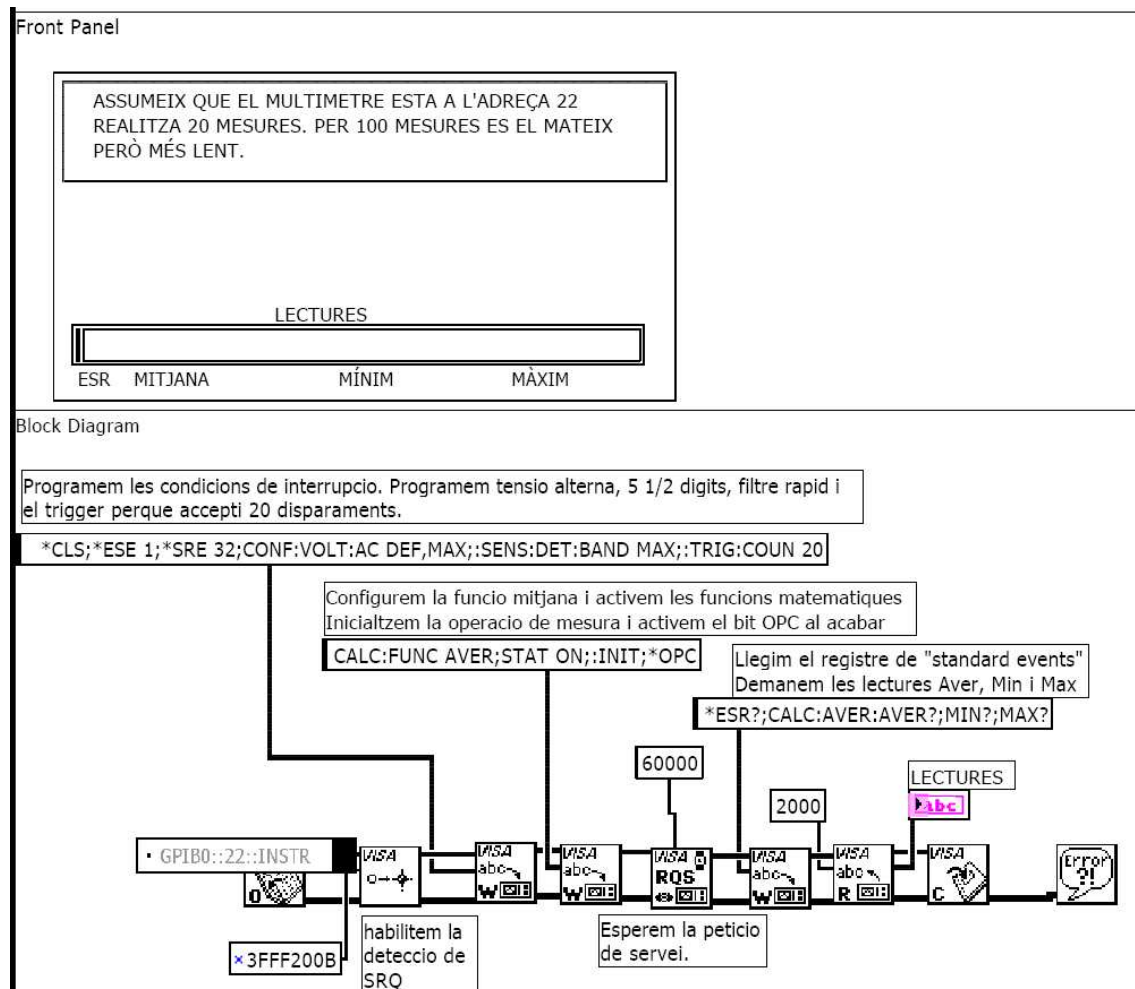 Front Panel
ASSUMEIX QUE EL MULTIMETRE ESTA A L'ADREÇA 22
REALITZA 20 MESURES. PER 100 MESURES ES EL MATEIX
PERÒ MÉS LENT.
LECTURES
ESR MITJANA MÍNIM MÀXIM
Block Diagram
Programem les condicions de interrupcio. Programem tensio alterna, 5 1/2 digits, filtre rapid i
el trigger perque accepti 20 disparaments.
*CLS;*ESE 1;*SRE 32;CONF:VOLT:AC DEF,MAX;:SENS:DET:BAND MAX;:TRIG:COUN 20
Configurem la funcio mitjana i activem les funcions matematiques
Inicialtzem la operacio de mesura i activem el bit OPC al acabar
CALC:FUNC AVER;STAT ON;:INIT;*OPC
Llegim el registre de "standard events"
Demanem les lectures Aver, Min i Max
*ESR?;CALC:AVER:AVER?;MIN?;MAX?
60000
2000
LECTURES
abc
GPIB0::22::INSTR
O
VISA
VISA
abc
W
VISA
abc
W
VISA
RQS
VISA
abc
W
VISA
abc
R
VISA
C
Error
?!
×3FFF200B
habilitem la
deteccio de
SRQ
Esperem la peticio
de servei.